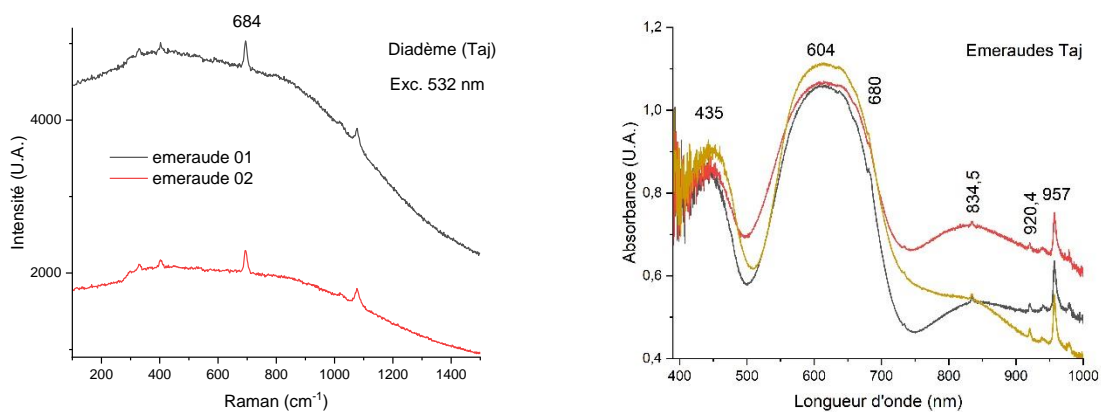 684
Diadème (Taj)
Exc. 532 nm
4000
2000
Intensité (U.A.)
emeraude 01
emeraude 02
200 400 600 800 1000 1200 1400
Raman (cm-1)
Emeraudes Taj
604
680
435
834,5
920,4
957
1,2
1,0
0,8
0,6
0,4
Absorbance (U.A.)
400 500 600 700 800 900 1000
Longueur d'onde (nm)